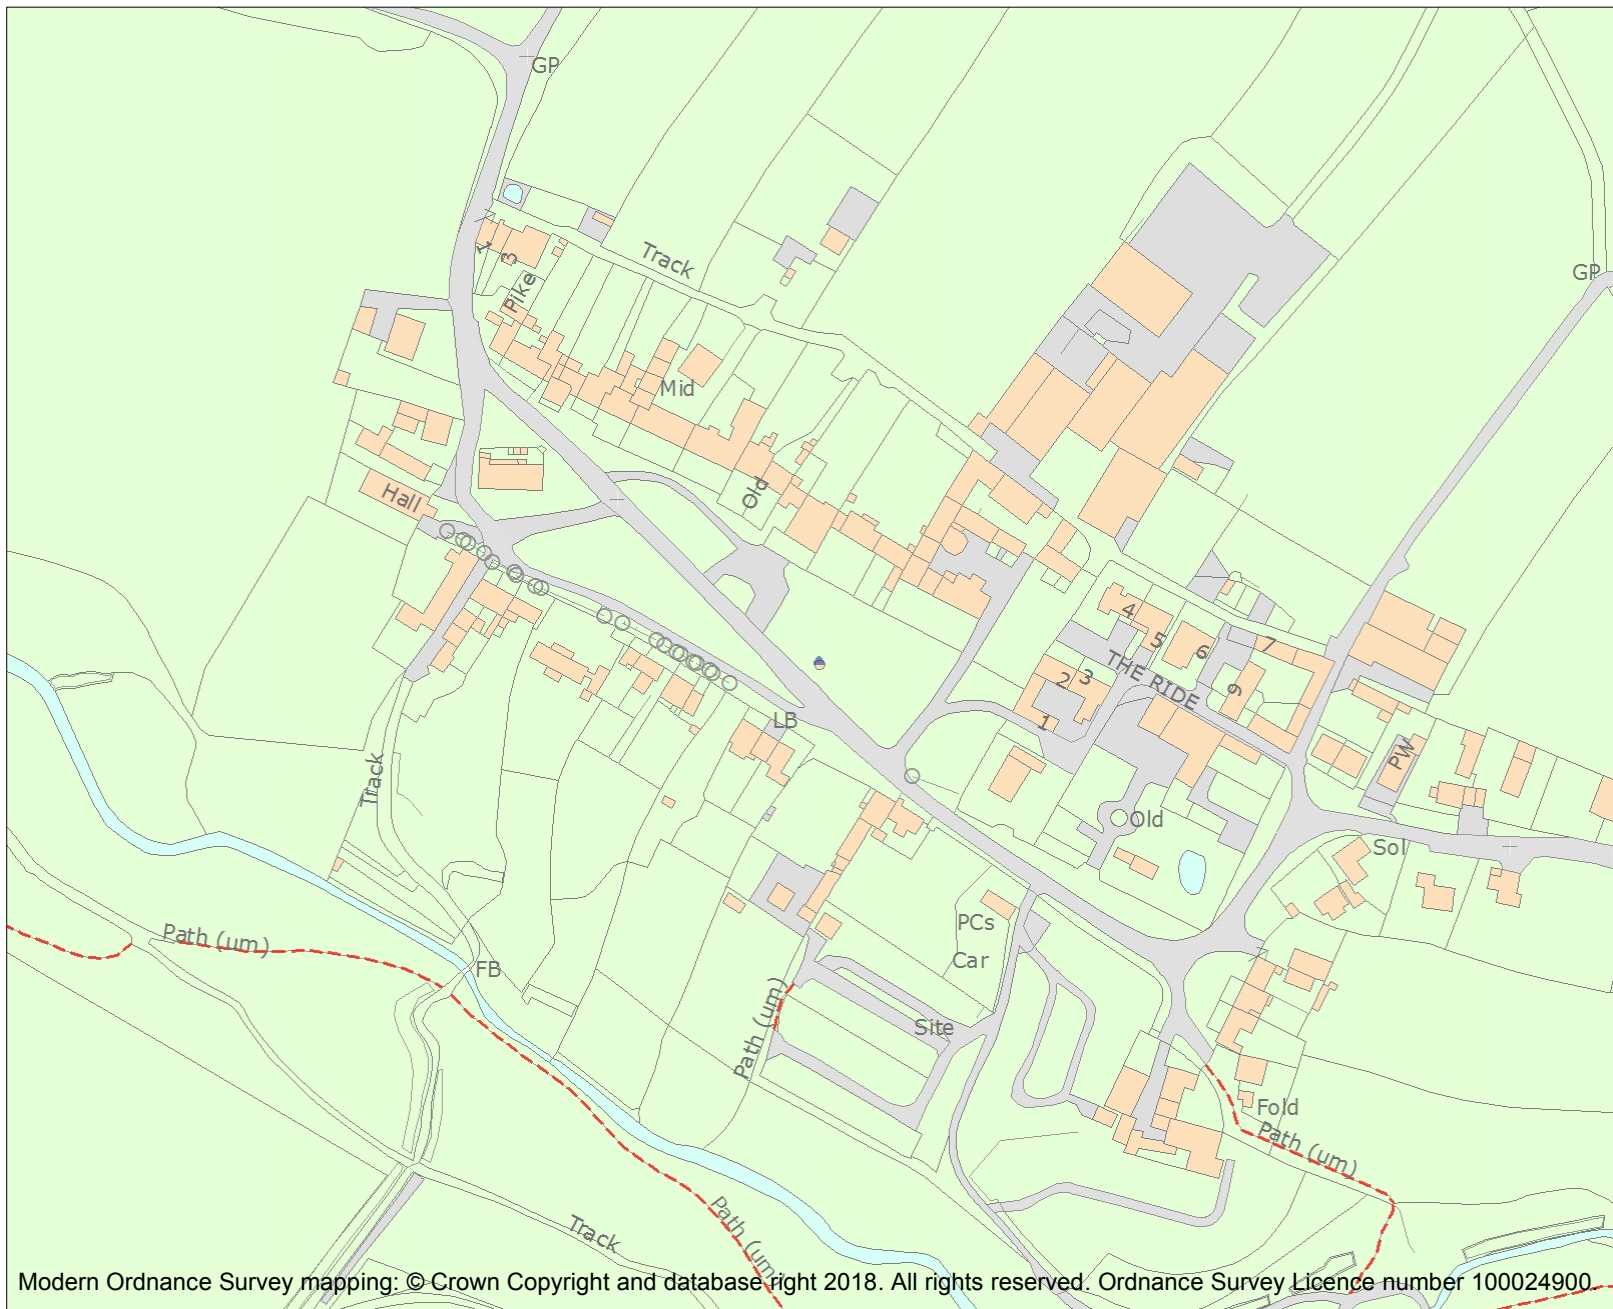 GP
Track
1
3
Pike
GP
Mid
Hall
Old
4
5
6
7
THE RIDE
2
3
9
1
LB
PW
Track
Old
Sol
PCs
Car
Path (um)
FB
Path (um)
Site
Fold
Path (um)
Path (um)
Track
Modern Ordnance Survey mapping: © Crown Copyright and database right 2018. All rights reserved. Ordnance Survey Licence number 100024900.